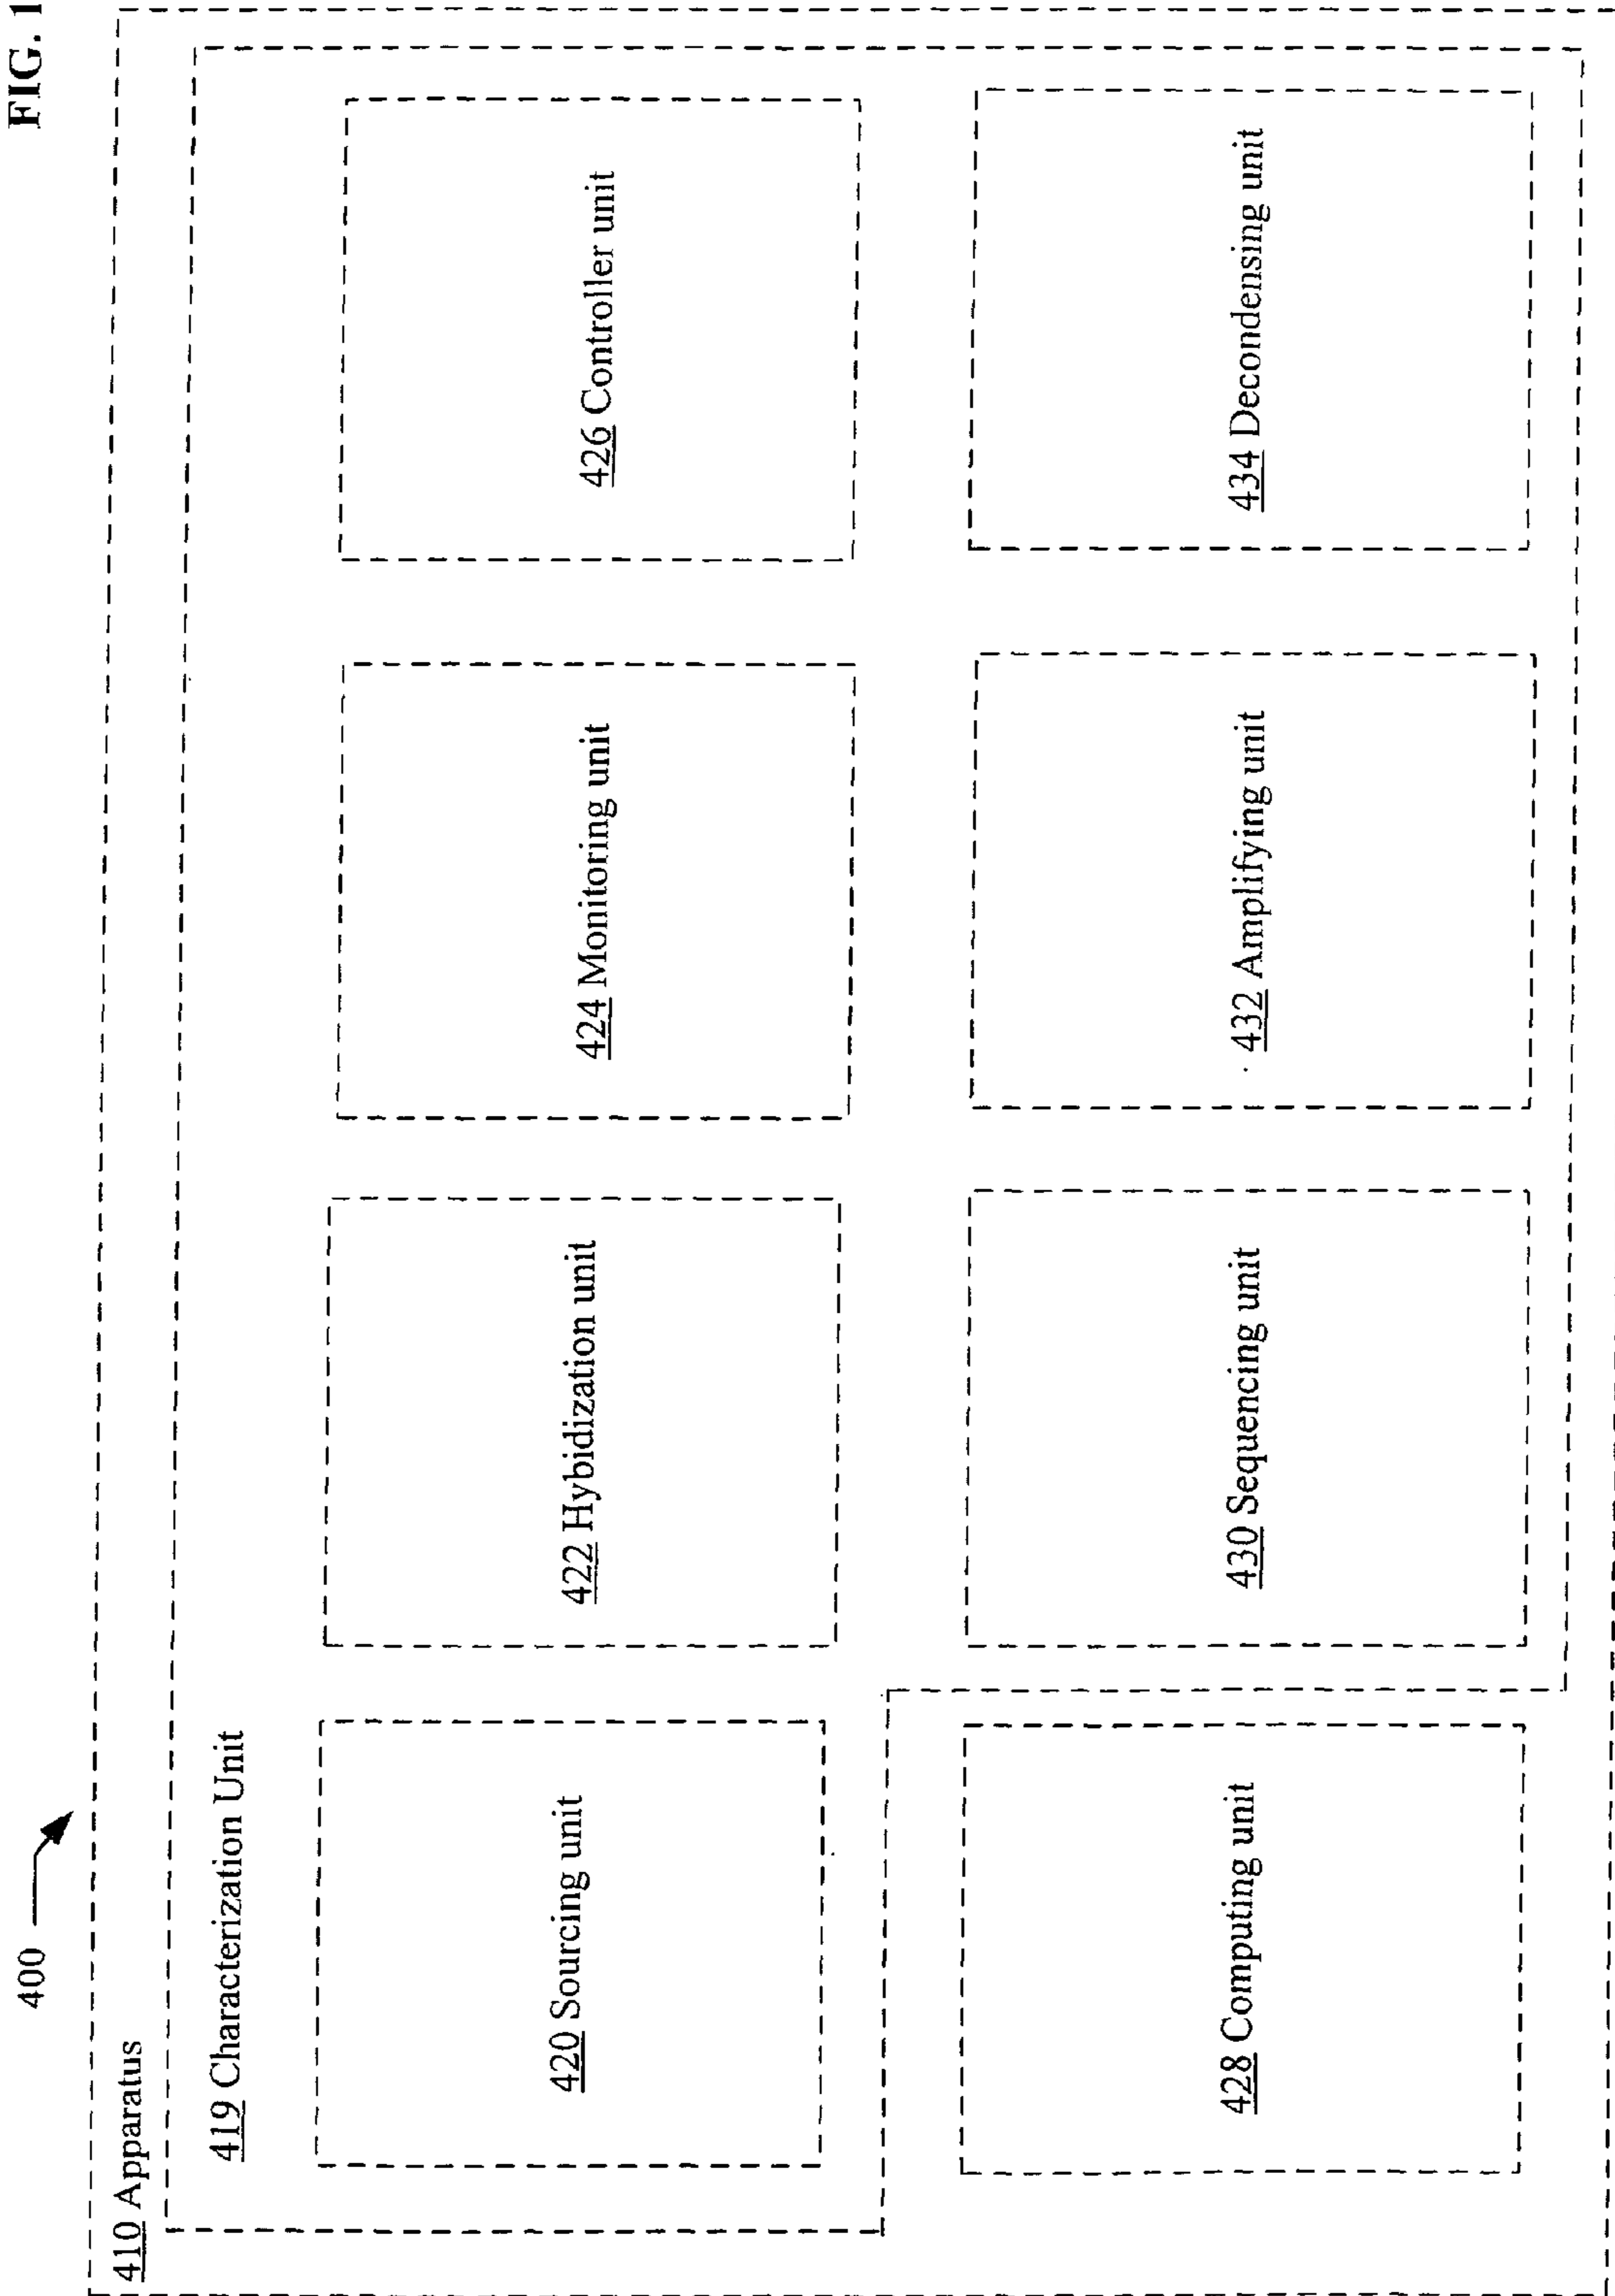 FIG. 1
400
410 Apparatus
419 Characterization Unit
420 Sourcing unit
422 Hybidization unit
424 Monitoring unit
426 Controller unit
428 Computing unit
430 Sequencing unit
432 Amplifying unit
434 Decondensing unit